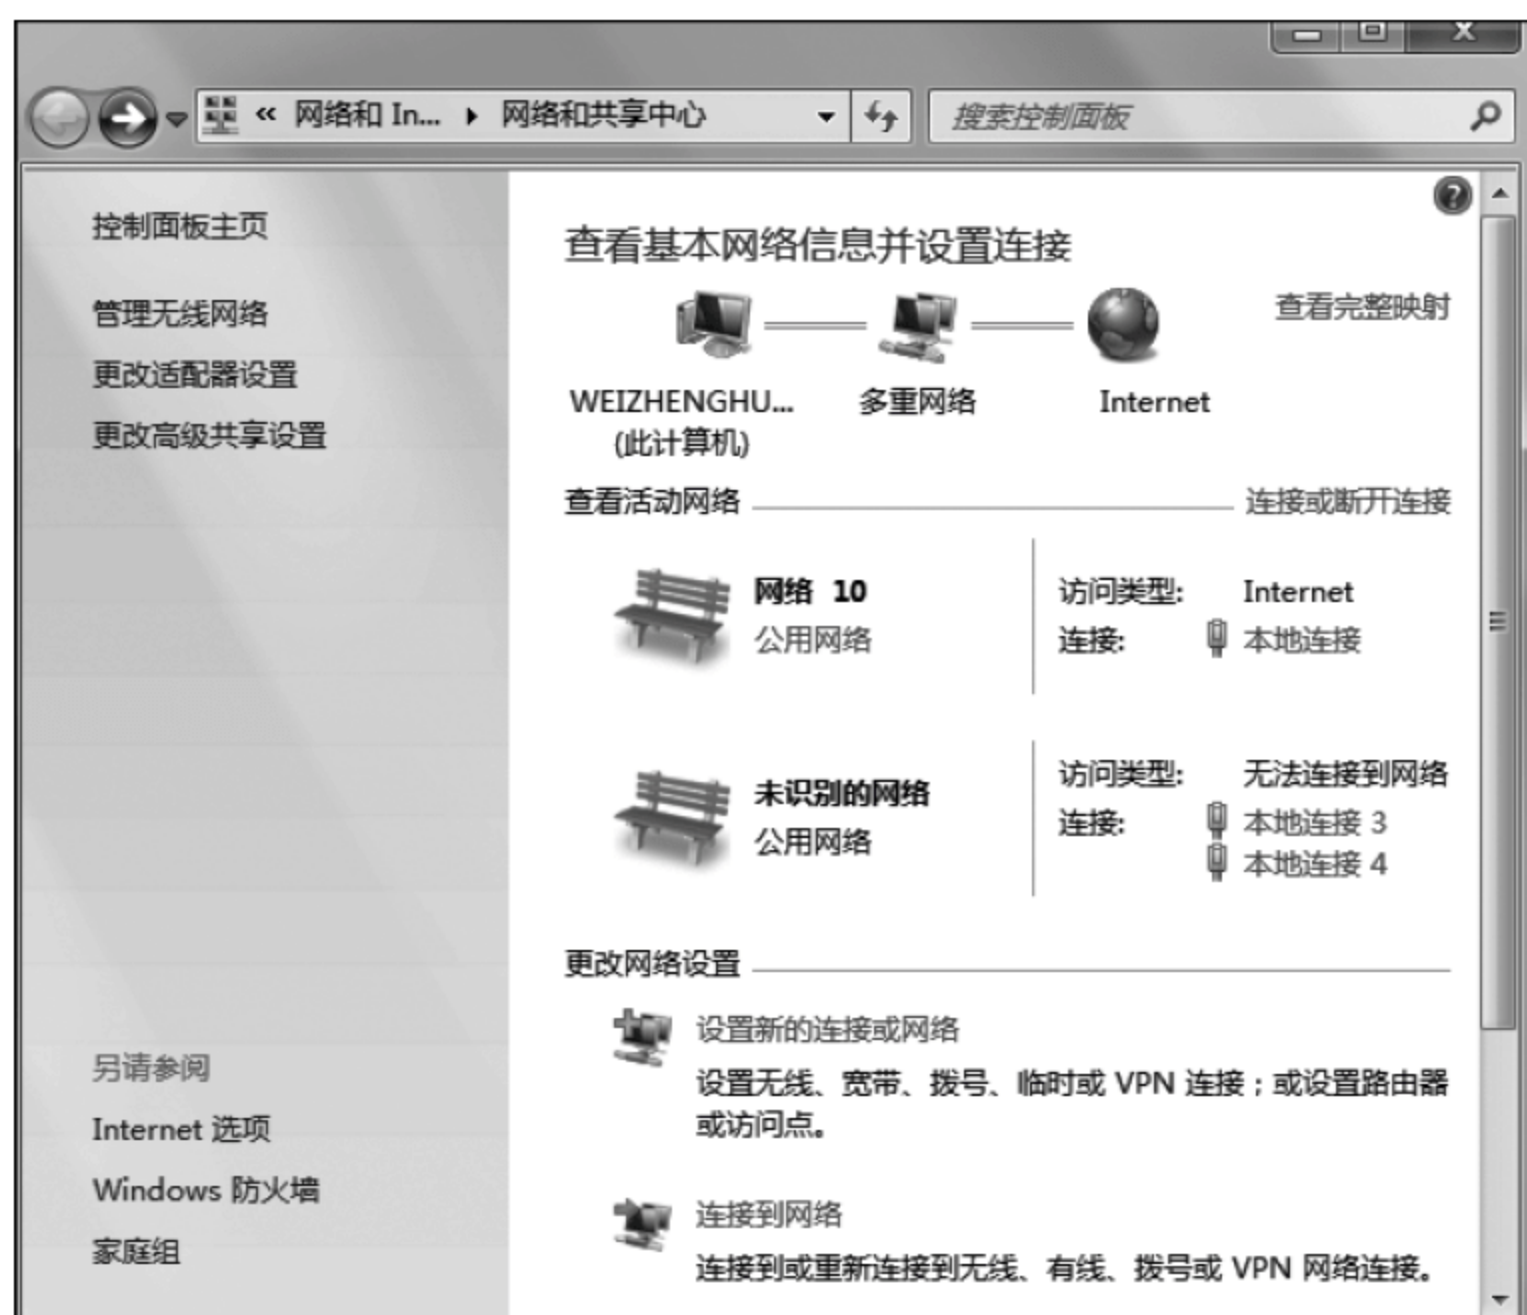 « 网络和 In... ▸ 网络和共享中心
搜索控制面板
控制面板主页
管理无线网络
更改适配器设置
更改高级共享设置
另请参阅
Internet 选项
Windows 防火墙
家庭组
查看基本网络信息并设置连接
查看完整映射
WEIZHENGHU...
(此计算机)
多重网络
Internet
查看活动网络
连接或断开连接
网络 10
公用网络
访问类型: Internet
连接: 本地连接
未识别的网络
公用网络
访问类型: 无法连接到网络
连接: 本地连接 3
本地连接 4
更改网络设置
设置新的连接或网络
设置无线、宽带、拨号、临时或 VPN 连接；或设置路由器
或访问点。
连接到网络
连接到或重新连接到无线、有线、拨号或 VPN 网络连接。